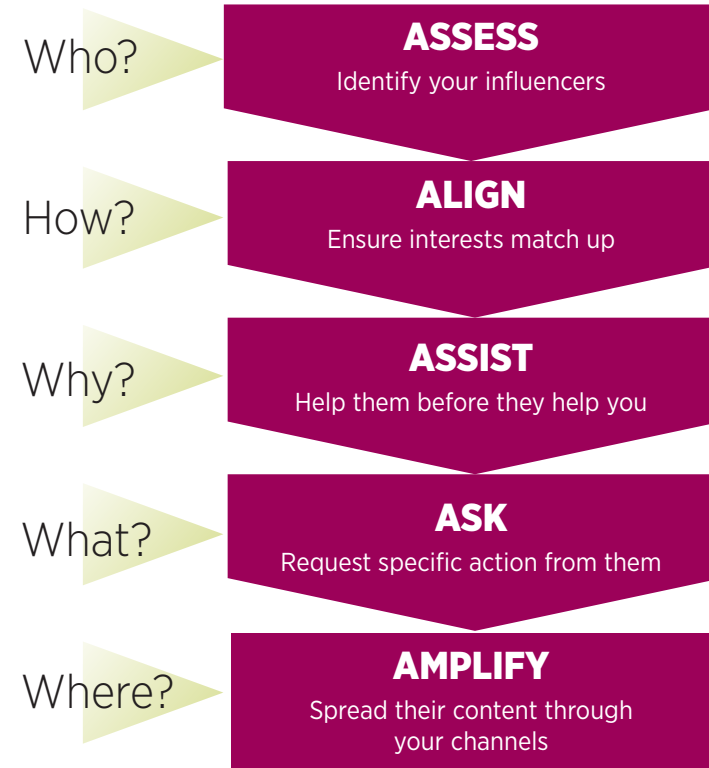 Who?
ASSESS
Identify your influencers
How?
ALIGN
Ensure interests match up
Why?
ASSIST
Help them before they help you
What?
ASK
Request specific action from them
Where?
AMPLIFY
Spread their content through
your channels